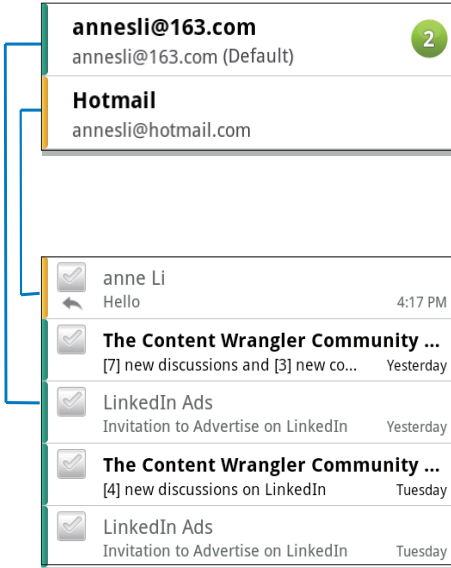 annesli@163.com
annesli@163.com (Default)
2
Hotmail
annesli@hotmail.com
anne Li
Hello
4:17 PM
The Content Wrangler Community ...
[7] new discussions and [3] new co...
Yesterday
LinkedIn Ads
Invitation to Advertise on LinkedIn
Yesterday
The Content Wrangler Community ...
[4] new discussions on LinkedIn
Tuesday
LinkedIn Ads
Invitation to Advertise on LinkedIn
Tuesday